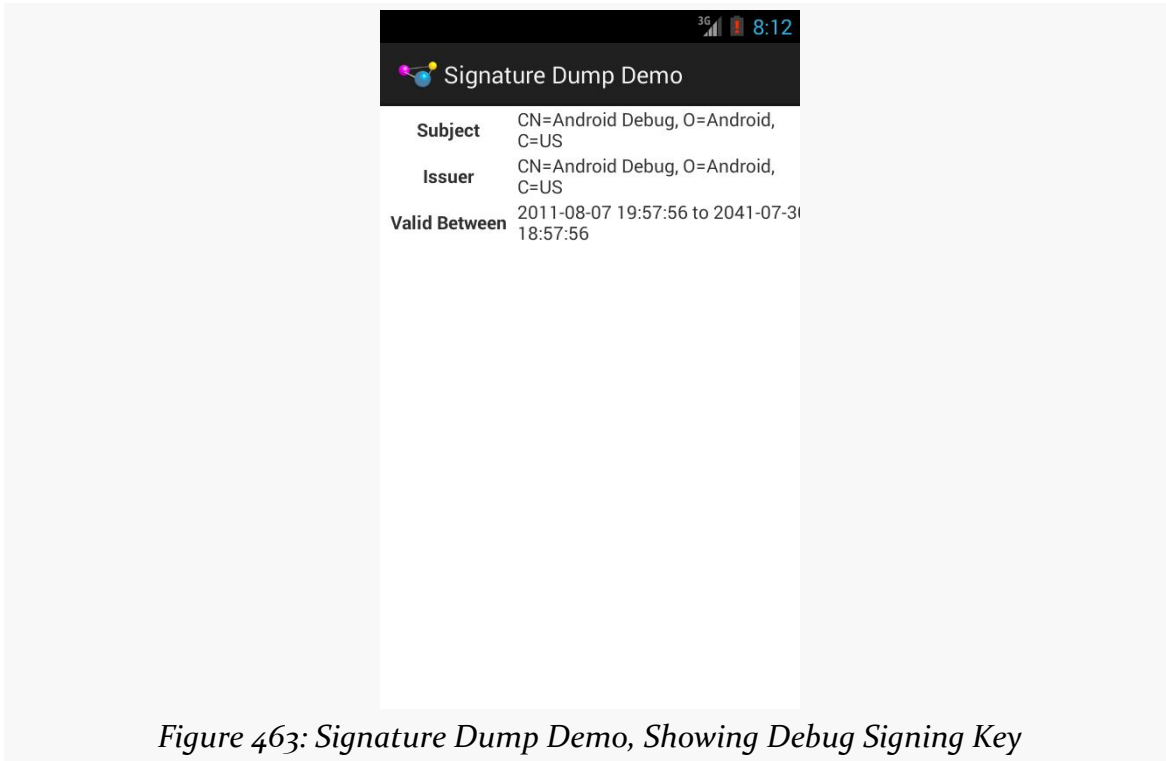 3G 8:12
Signature Dump Demo
Subject CN=Android Debug, O=Android,
C=US
Issuer CN=Android Debug, O=Android,
C=US
Valid Between 2011-08-07 19:57:56 to 2041-07-30
18:57:56
Figure 463: Signature Dump Demo, Showing Debug Signing Key